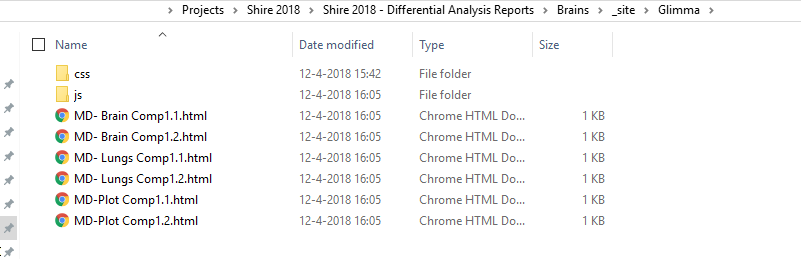 Projects > Shire 2018 > Shire 2018 - Differential Analysis Reports > Brains > _site > Glimma >
Name Date modified Type Size
css 12-4-2018 15:42 File folder
js 12-4-2018 16:05 File folder
MD- Brain Comp1.1.html 12-4-2018 16:05 Chrome HTML Do... 1 KB
MD- Brain Comp1.2.html 12-4-2018 16:05 Chrome HTML Do... 1 KB
MD- Lungs Comp1.1.html 12-4-2018 16:05 Chrome HTML Do... 1 KB
MD- Lungs Comp1.2.html 12-4-2018 16:05 Chrome HTML Do... 1 KB
MD-Plot Comp1.1.html 12-4-2018 16:05 Chrome HTML Do... 1 KB
MD-Plot Comp1.2.html 12-4-2018 16:05 Chrome HTML Do... 1 KB